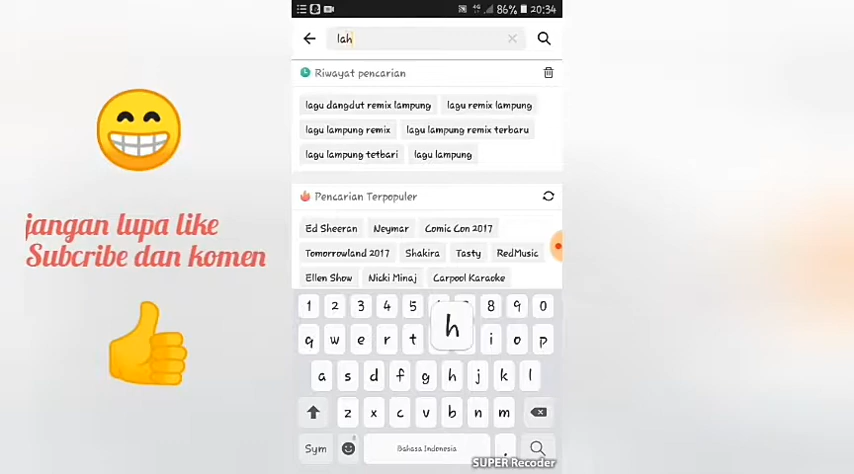 86% 20:34
lah
Riwayat pencarian
lagu dangdut remix lampung
lagu remix lampung
lagu lampung remix
lagu lampung remix terbaru
lagu lampung tetbari
lagu lampung
Pencarian Terpopuler
Ed Sheeran
Neymar
Comic Con 2017
Tomorrowland 2017
Shakira
Tasty
RedMusic
Ellen Show
Nicki Minaj
Carpool Karaoke
jangan lupa like
Subcribe dan komen
1 2 3 4 5 8 9 0
q w e r t h i o p
a s d f g h j k l
z x c v b n m
Sym Bahasa Indonesia .
SUPER Recoder